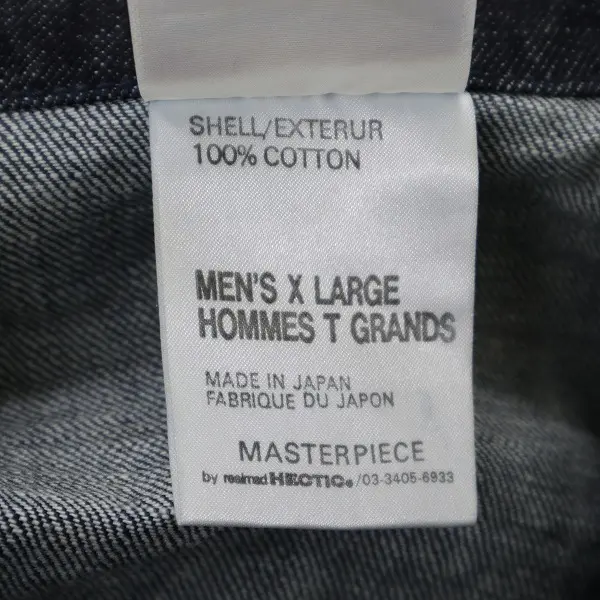 SHELL/EXTERUR
100% COTTON
MEN'S X LARGE
HOMMES T GRANDS
MADE IN JAPAN
FABRIQUE DU JAPON
MASTERPIECE
by realmad HECTIC. /03-3405-6933